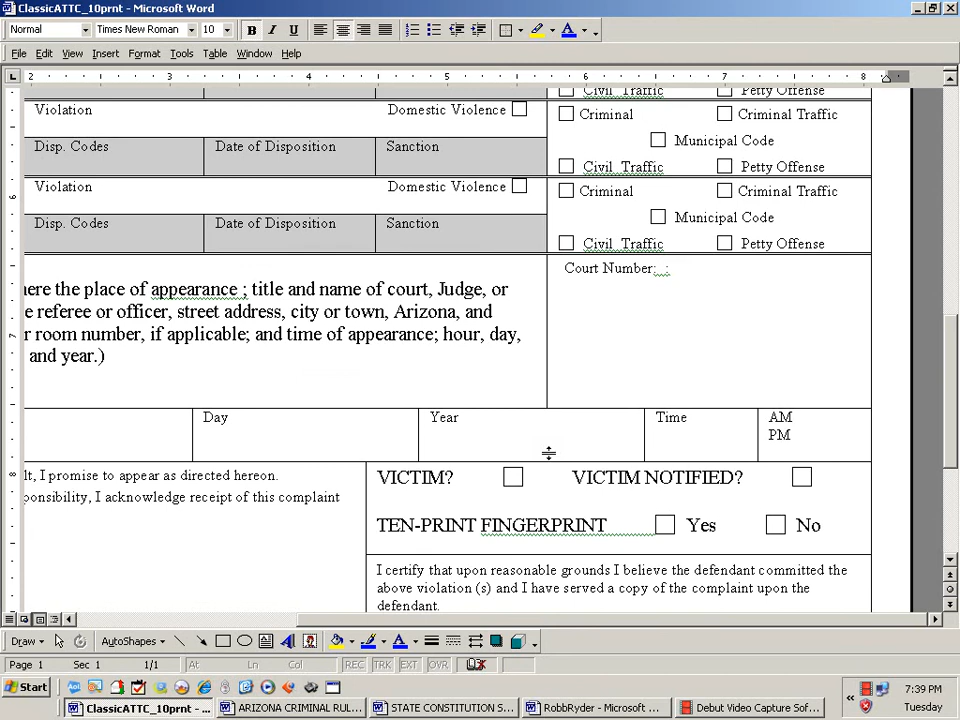 ClassicATTC_10prnt - Microsoft Word
Normal Times New Roman 10 B I U
File Edit View Insert Format Tools Table Window Help
2 3 4 5 6 7 8
Civil Traffic Petty Offense
Violation Domestic Violence Criminal Criminal Traffic
Municipal Code
Disp. Codes Date of Disposition Sanction
Civil Traffic Petty Offense
Violation Domestic Violence Criminal Criminal Traffic
Municipal Code
Disp. Codes Date of Disposition Sanction
Civil Traffic Petty Offense
Court Number: :
here the place of appearance ; title and name of court, Judge, or
e referee or officer, street address, city or town, Arizona, and
r room number, if applicable; and time of appearance; hour, day,
and year.)
Day Year Time AM
PM
lt, I promise to appear as directed hereon.
ponsibility, I acknowledge receipt of this complaint
VICTIM? VICTIM NOTIFIED?
TEN-PRINT FINGERPRINT Yes No
I certify that upon reasonable grounds I believe the defendant committed the
above violation (s) and I have served a copy of the complaint upon the
defendant.
Draw AutoShapes
Page 1 Sec 1 1/1 At Ln Col REC TRK EXT OVR
Start 7:39 PM
Tuesday
ClassicATTC_10prnt - ... ARIZONA CRIMINAL RUL... STATE CONSTITUTION S... RobbRyder - Microsoft ... Debut Video Capture Sof...